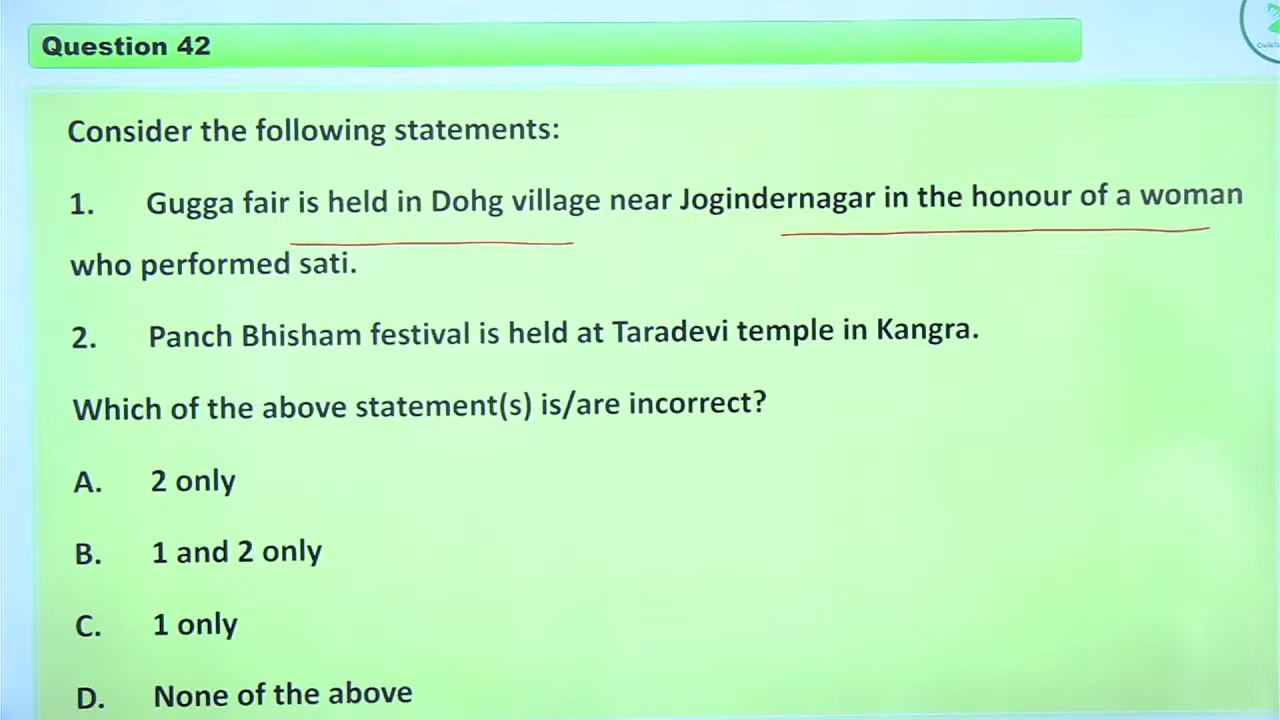 Question 42
Consider the following statements:
1. Gugga fair is held in Dohg village near Jogindernagar in the honour of a woman
who performed sati.
2. Panch Bhisham festival is held at Taradevi temple in Kangra.
Which of the above statement(s) is/are incorrect?
A. 2 only
B. 1 and 2 only
C. 1 only
D. None of the above